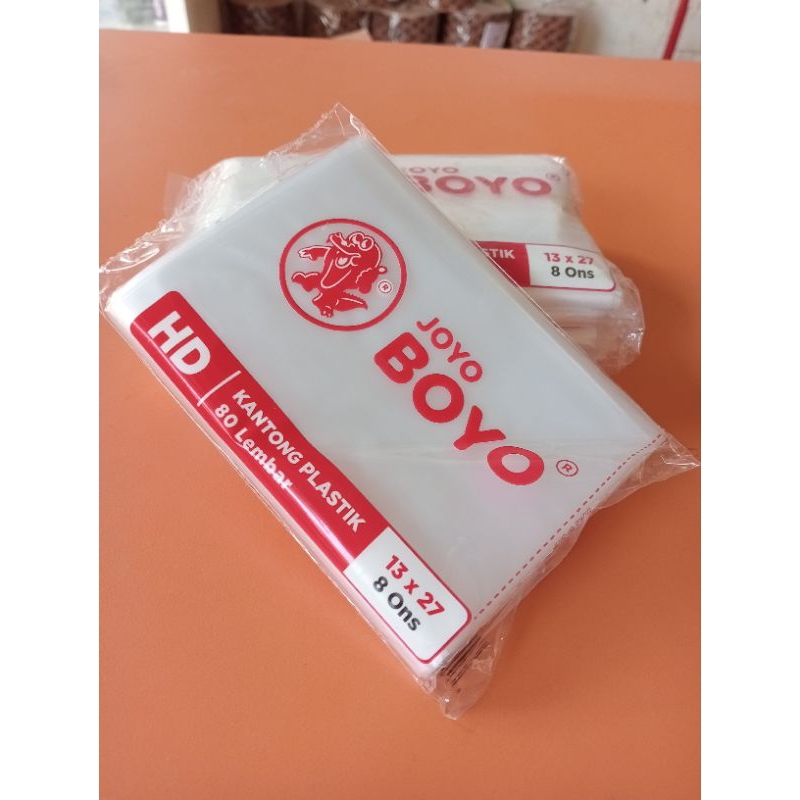 JOYO
BOYO ®
HD
KANTONG PLASTIK
80 Lembar
13 x 27
8 Ons
®
BOYO ®
13 x 27
8 Ons